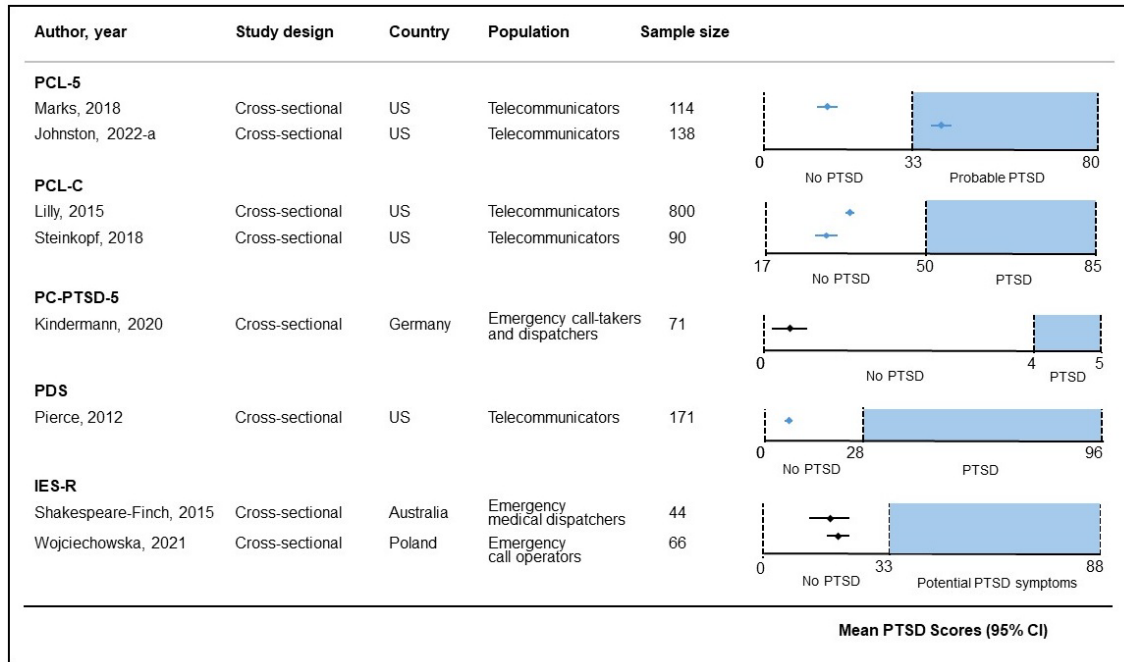 Author, year Study design Country Population Sample size
PCL-5
Marks, 2018 Cross-sectional US Telecommunicators 114
Johnston, 2022-a Cross-sectional US Telecommunicators 138
0 33 80
No PTSD Probable PTSD
PCL-C
Lilly, 2015 Cross-sectional US Telecommunicators 800
Steinkopf, 2018 Cross-sectional US Telecommunicators 90
17 50 85
No PTSD PTSD
PC-PTSD-5
Kindermann, 2020 Cross-sectional Germany Emergency call-takers and dispatchers 71
0 4 5
No PTSD PTSD
PDS
Pierce, 2012 Cross-sectional US Telecommunicators 171
0 28 96
No PTSD PTSD
IES-R
Shakespeare-Finch, 2015 Cross-sectional Australia Emergency medical dispatchers 44
Wojciechowska, 2021 Cross-sectional Poland Emergency call operators 66
0 33 88
No PTSD Potential PTSD symptoms
Mean PTSD Scores (95% CI)